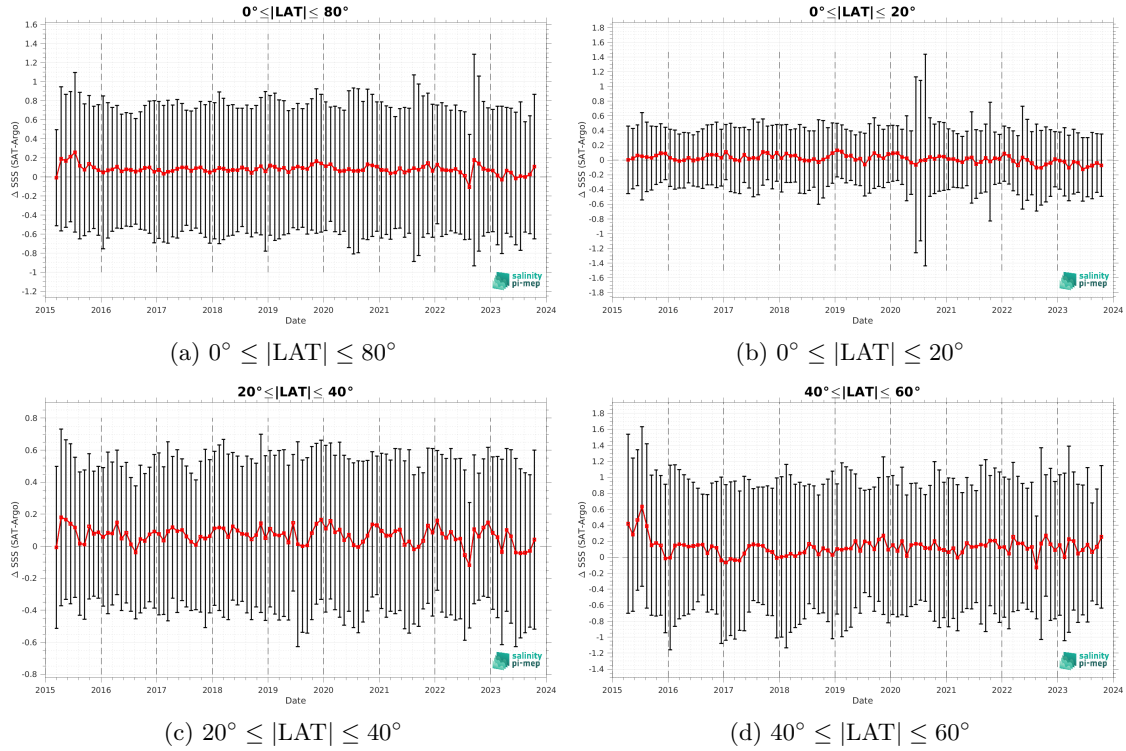 0°≤|LAT|≤ 80°
1.6
1.4
1.2
1
0.8
0.6
0.4
0.2
0
-0.2
-0.4
-0.6
-0.8
-1
-1.2
Δ SSS (SAT-Argo)
2015 2016 2017 2018 2019 2020 2021 2022 2023 2024
Date
salinity
pi-mep
(a) 0° ≤ |LAT| ≤ 80°
0°≤|LAT|≤ 20°
1.8
1.6
1.4
1.2
1
0.8
0.6
0.4
0.2
0
-0.2
-0.4
-0.6
-0.8
-1
-1.2
-1.4
-1.6
-1.8
Δ SSS (SAT-Argo)
2015 2016 2017 2018 2019 2020 2021 2022 2023 2024
Date
salinity
pi-mep
(b) 0° ≤ |LAT| ≤ 20°
20°≤|LAT|≤ 40°
0.8
0.6
0.4
0.2
0
-0.2
-0.4
-0.6
-0.8
Δ SSS (SAT-Argo)
2015 2016 2017 2018 2019 2020 2021 2022 2023 2024
Date
salinity
pi-mep
(c) 20° ≤ |LAT| ≤ 40°
40°≤|LAT|≤ 60°
1.8
1.6
1.4
1.2
1
0.8
0.6
0.4
0.2
0
-0.2
-0.4
-0.6
-0.8
-1
-1.2
-1.4
Δ SSS (SAT-Argo)
2015 2016 2017 2018 2019 2020 2021 2022 2023 2024
Date
salinity
pi-mep
(d) 40° ≤ |LAT| ≤ 60°